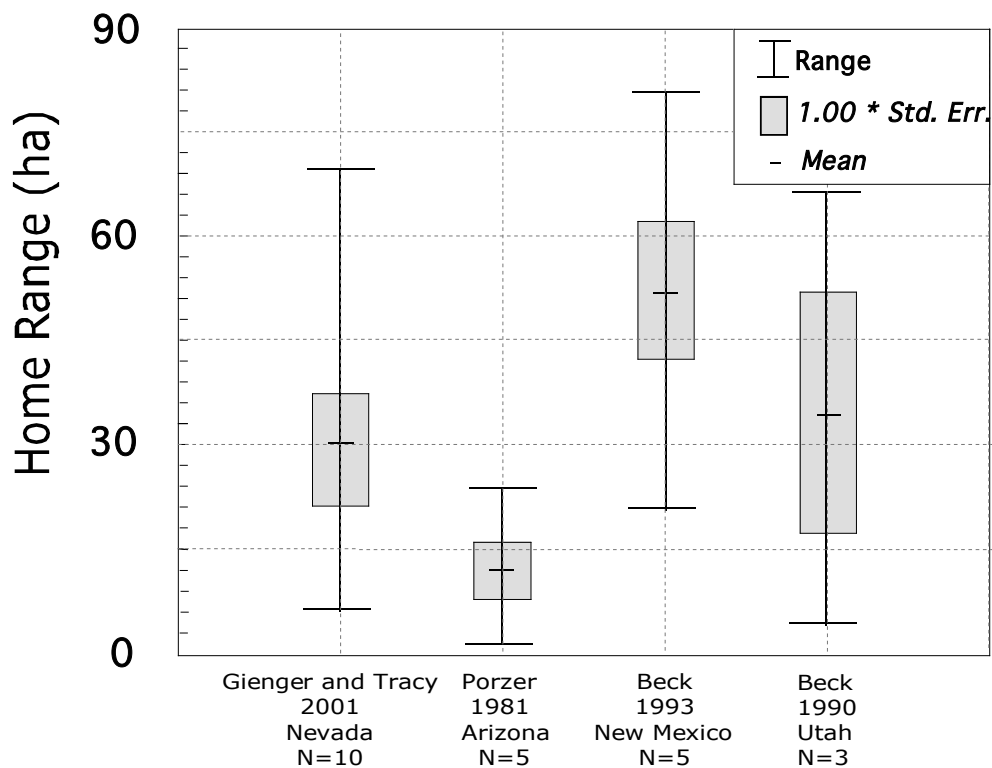 90
60
30
0
Home Range (ha)
Range
1.00 * Std. Err.
Mean
Gienger and Tracy
2001
Nevada
N=10
Porzer
1981
Arizona
N=5
Beck
1993
New Mexico
N=5
Beck
1990
Utah
N=3